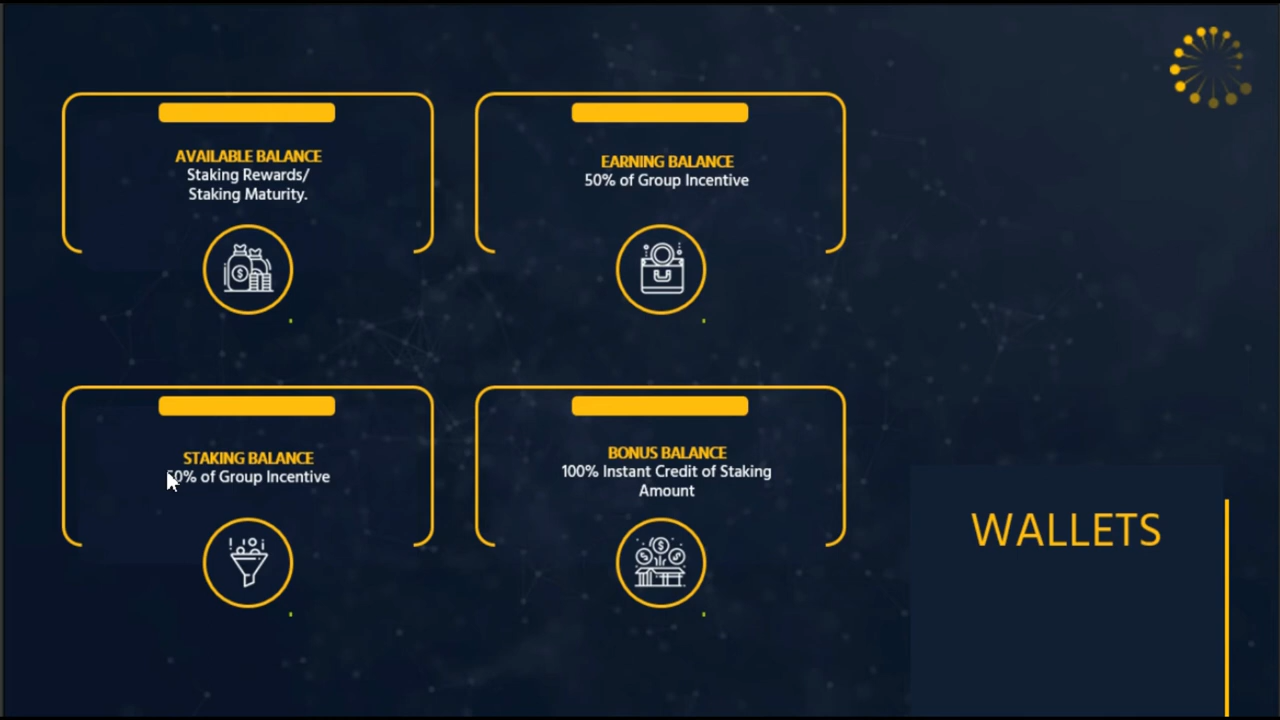 AVAILABLE BALANCE
Staking Rewards/
Staking Maturity.
EARNING BALANCE
50% of Group Incentive
STAKING BALANCE
50% of Group Incentive
BONUS BALANCE
100% Instant Credit of Staking
Amount
WALLETS